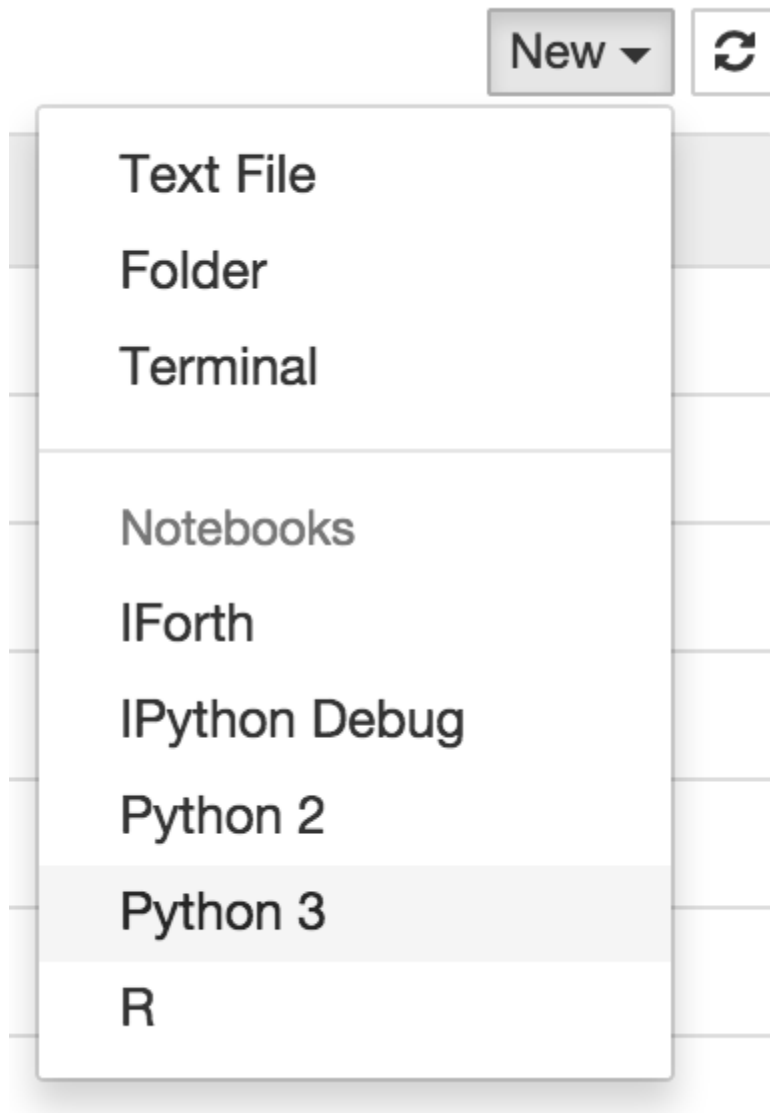 New
Text File
Folder
Terminal
Notebooks
IForth
IPython Debug
Python 2
Python 3
R